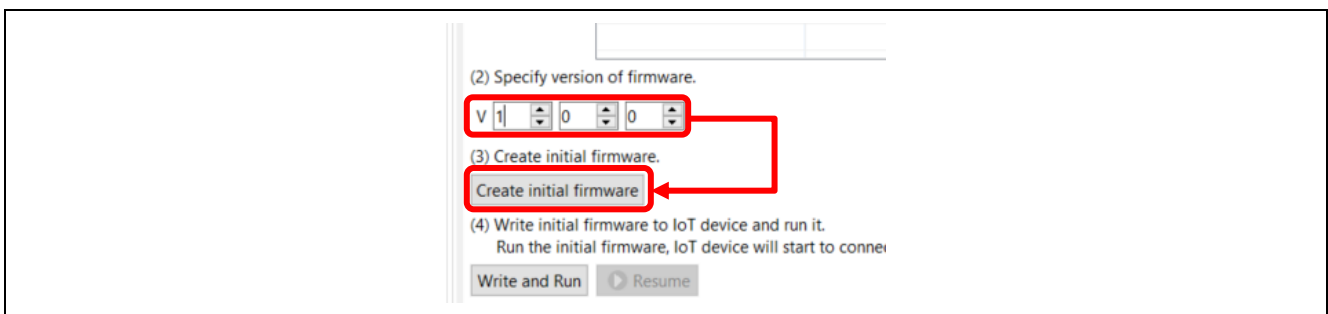 (2) Specify version of firmware.
V 1 0 0
(3) Create initial firmware.
Create initial firmware
(4) Write initial firmware to IoT device and run it.
Run the initial firmware, IoT device will start to
Write and Run Resume